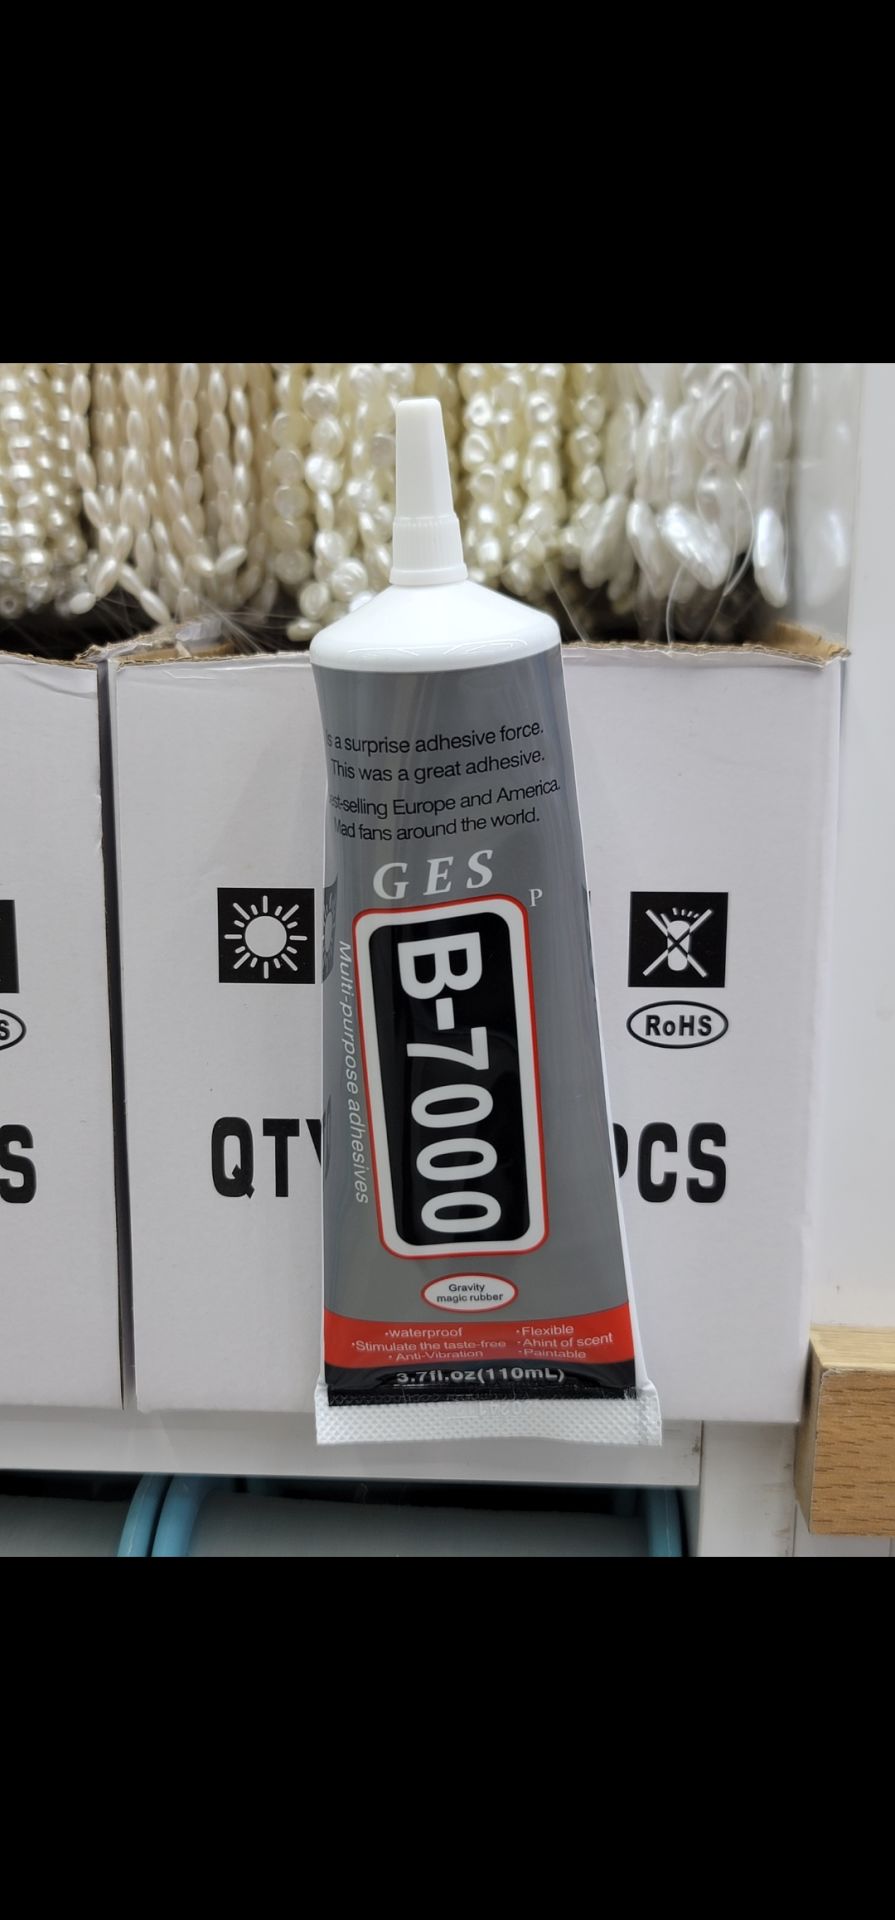 s a surprise adhesive force.
This was a great adhesive.
est-selling Europe and America.
Mad fans around the world.
GES
P
B-7000
Multi-purpose adhesives
Gravity
magic rubber
•waterproof •Flexible
•Stimulate the taste-free •Ahint of scent
•Anti-Vibration •Paintable
3.7fl.oz(110mL)
RoHS
QTY
PCS
S
S